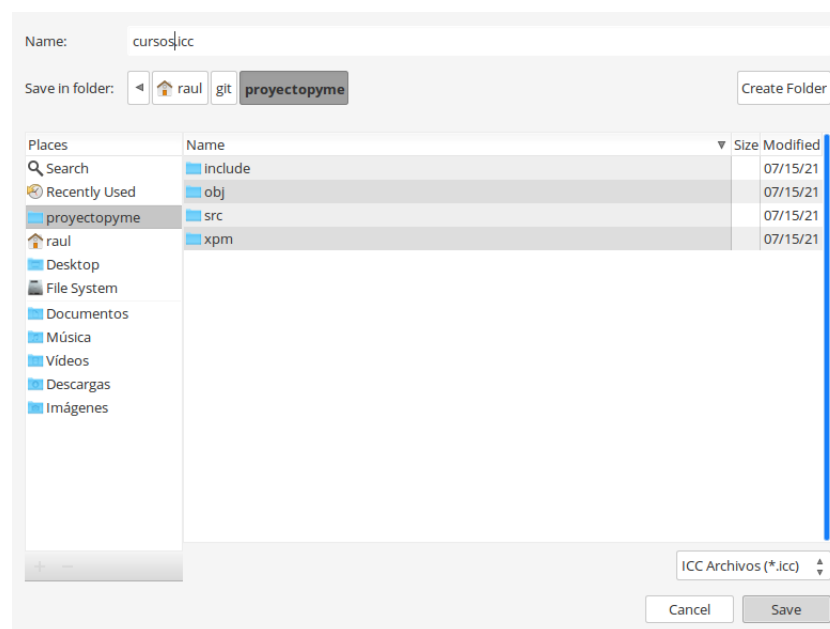 Name: cursos.icc
Save in folder: raul git proyectopyme Create Folder
Places Name Size Modified
Search include 07/15/21
Recently Used obj 07/15/21
proyectopyme src 07/15/21
raul xpm 07/15/21
Desktop
File System
Documentos
Música
Vídeos
Descargas
Imágenes
ICC Archivos (*.icc)
Cancel Save